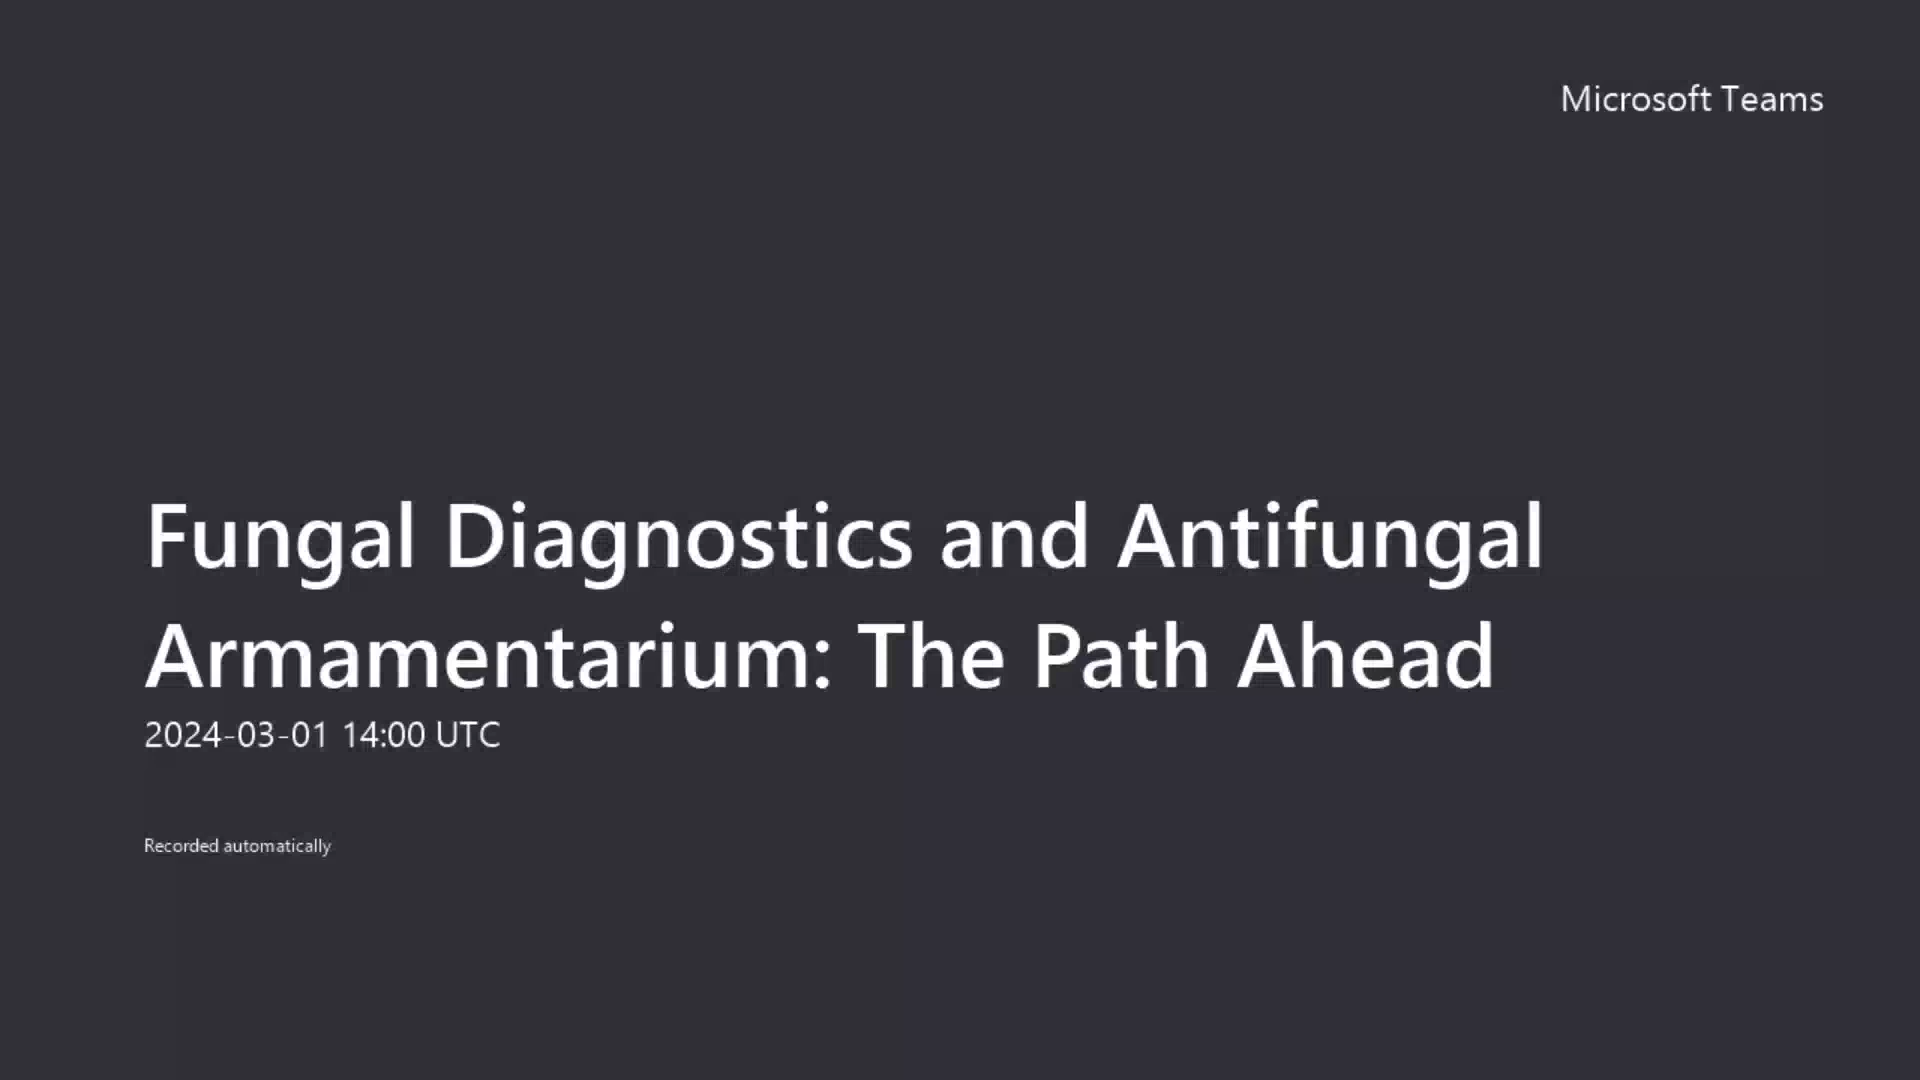 Microsoft Teams
Fungal Diagnostics and Antifungal
Armamentarium: The Path Ahead
2024-03-01 14:00 UTC
Recorded automatically